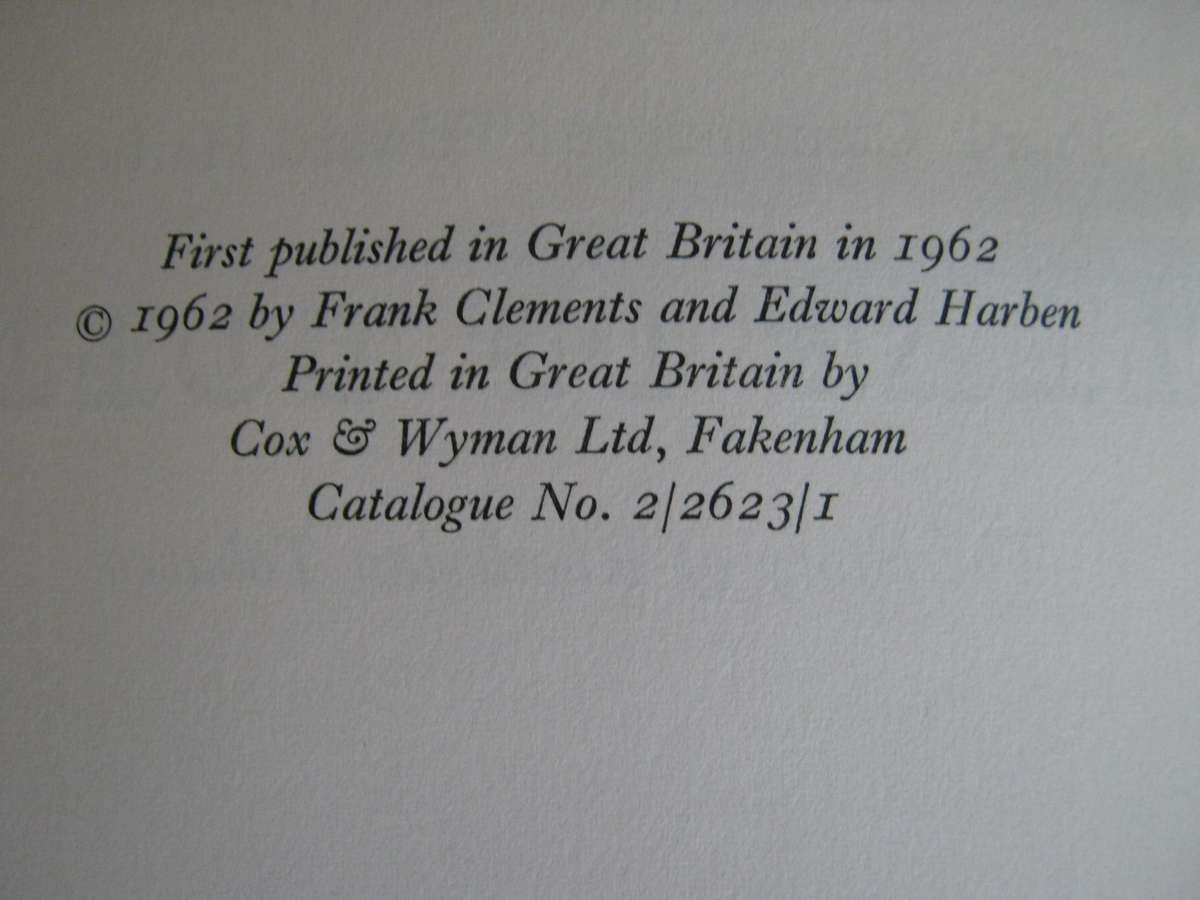 First published in Great Britain in 1962
© 1962 by Frank Clements and Edward Harben
Printed in Great Britain by
Cox & Wyman Ltd, Fakenham
Catalogue No. 2/2623/1